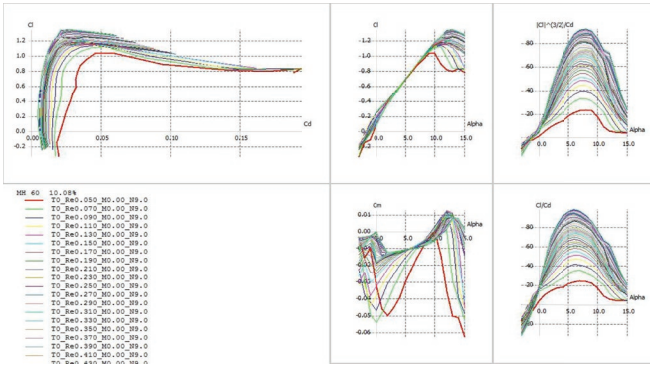 Cl
1.2
1.0
0.8
0.6
0.4
0.2
0.0
-0.2
0.00
0.05
0.10
0.15
Cd
Cl
1.2
1.0
0.8
0.6
0.4
0.2
0.0
5.0
10.0
15.0
Alpha
|Cl|^(3/2)/Cd
80
60
40
20
0.0
5.0
10.0
15.0
Alpha
MH 60 10.08%
T0_Re0.050_M0.00_N9.0
T0_Re0.070_M0.00_N9.0
T0_Re0.090_M0.00_N9.0
T0_Re0.110_M0.00_N9.0
T0_Re0.130_M0.00_N9.0
T0_Re0.150_M0.00_N9.0
T0_Re0.170_M0.00_N9.0
T0_Re0.190_M0.00_N9.0
T0_Re0.210_M0.00_N9.0
T0_Re0.230_M0.00_N9.0
T0_Re0.250_M0.00_N9.0
T0_Re0.270_M0.00_N9.0
T0_Re0.290_M0.00_N9.0
T0_Re0.310_M0.00_N9.0
T0_Re0.330_M0.00_N9.0
T0_Re0.350_M0.00_N9.0
T0_Re0.370_M0.00_N9.0
T0_Re0.390_M0.00_N9.0
T0_Re0.410_M0.00_N9.0
Cm
0.01
0.00
-0.02
-0.03
-0.04
-0.05
-0.06
5.0
10.0
Alpha
Cl/Cd
80
60
40
20
0.0
5.0
10.0
15.0
Alpha